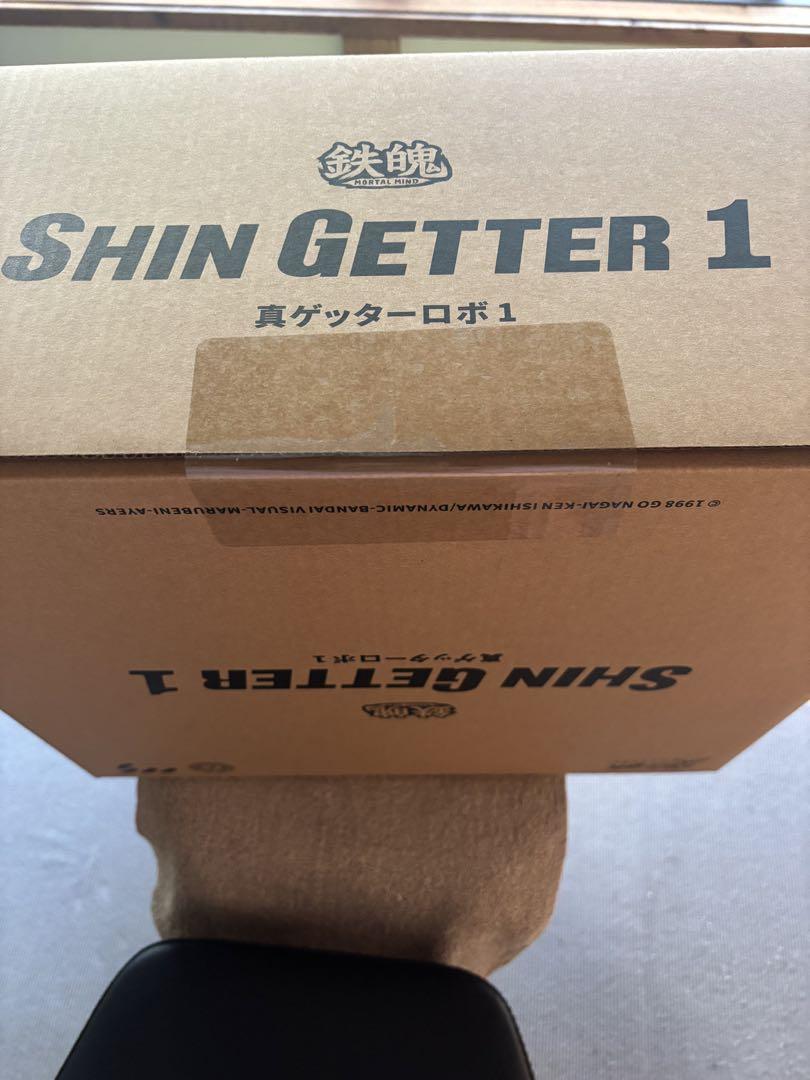 鉄魄
MORTAL MIND
SHIN GETTER 1
真ゲッターロボ1
© 1998 GO NAGAI-KEN ISHIKAWA/DYNAMIC-BANDAI VISUAL-MARUBENI-AYERS
鉄魄
SHIN GETTER 1
真ゲッターロボ1